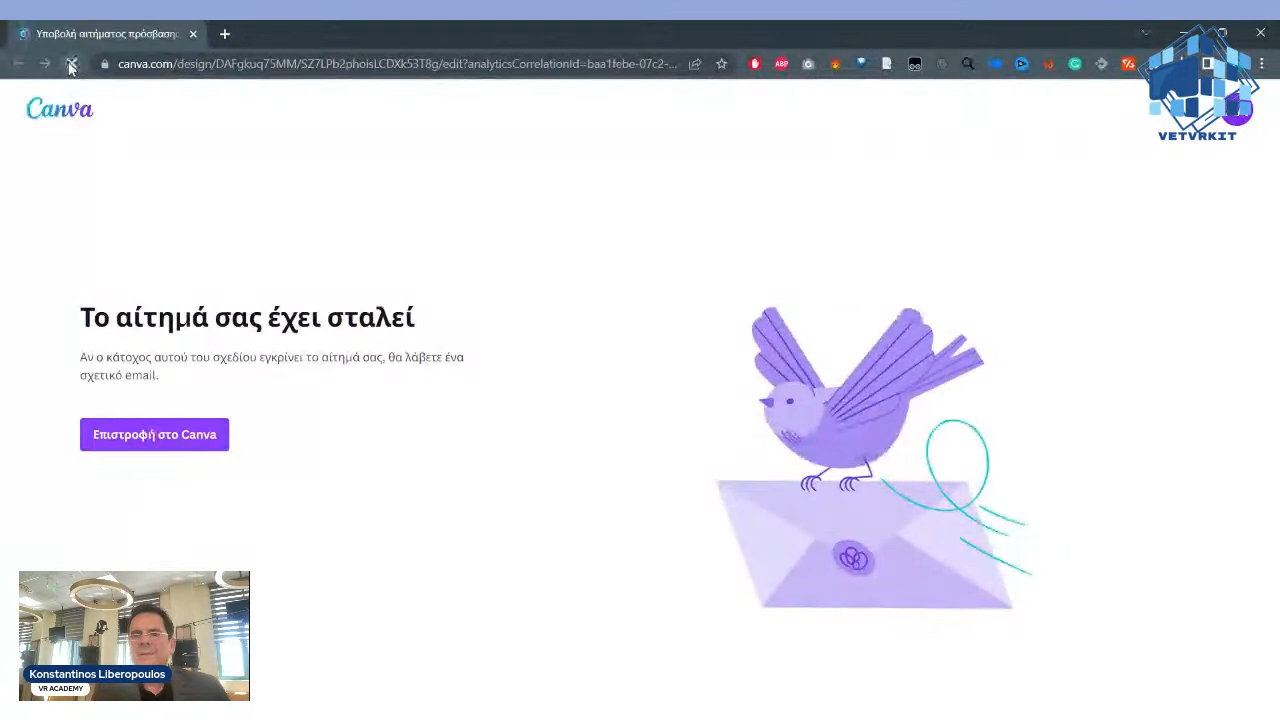 Υποβολή αιτήματος πρόσβασης
canva.com/design/DAFgkuq75MM/SZ7LPb2phoisLCDXk53T8g/edit?analyticsCorrelationId=baa1febe-07c2-...
ABP
Canva
VETVRKIT
Το αίτημά σας έχει σταλεί
Αν ο κάτοχος αυτού του σχεδίου εγκρίνει το αίτημά σας, θα λάβετε ένα
σχετικό email.
Επιστροφή στο Canva
Konstantinos Liberopoulos
VR ACADEMY